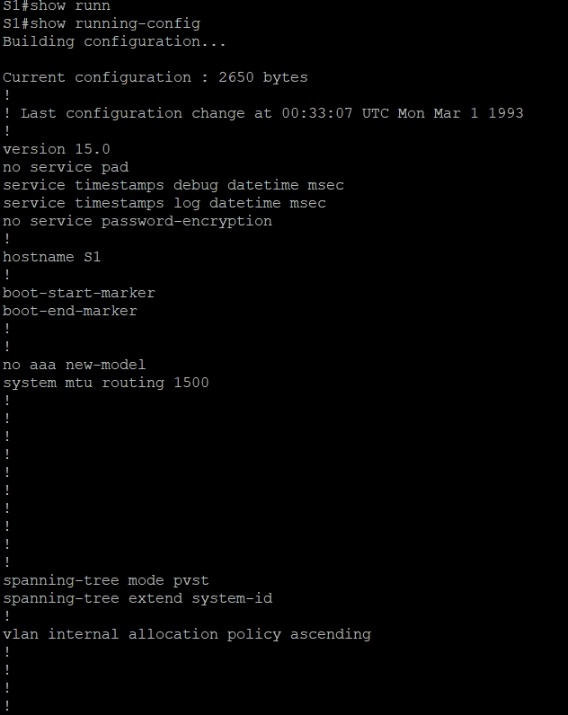 S1#show runn
S1#show running-config
Building configuration...
Current configuration : 2650 bytes
!
! Last configuration change at 00:33:07 UTC Mon Mar 1 1993
!
version 15.0
no service pad
service timestamps debug datetime msec
service timestamps log datetime msec
no service password-encryption
!
hostname S1
!
boot-start-marker
boot-end-marker
!
!
no aaa new-model
system mtu routing 1500
!
!
!
!
!
!
!
!
!
!
spanning-tree mode pvst
spanning-tree extend system-id
!
vlan internal allocation policy ascending
!
!
!
!